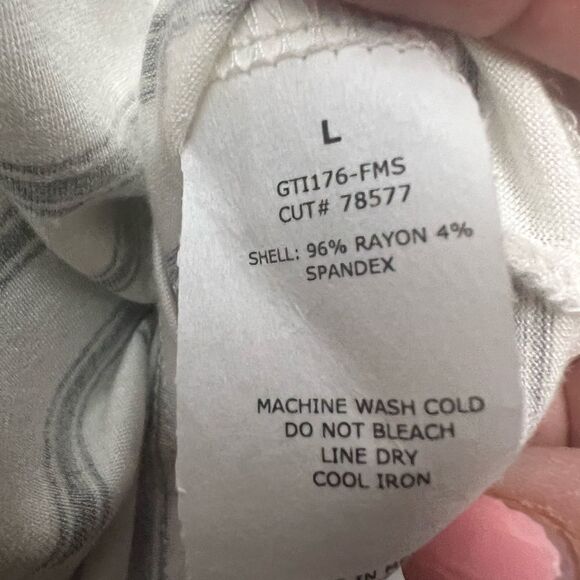 L
GTI176-FMS
CUT# 78577
SHELL: 96% RAYON 4%
SPANDEX
MACHINE WASH COLD
DO NOT BLEACH
LINE DRY
COOL IRON
IN